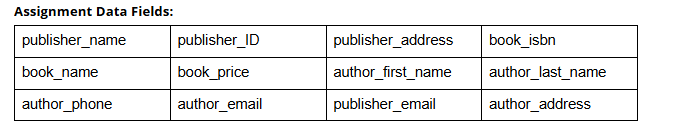 Assignment Data Fields:
publisher_name publisher_ID publisher_address book_isbn
book_name book_price author_first_name author_last_name
author_phone author_email publisher_email author_address